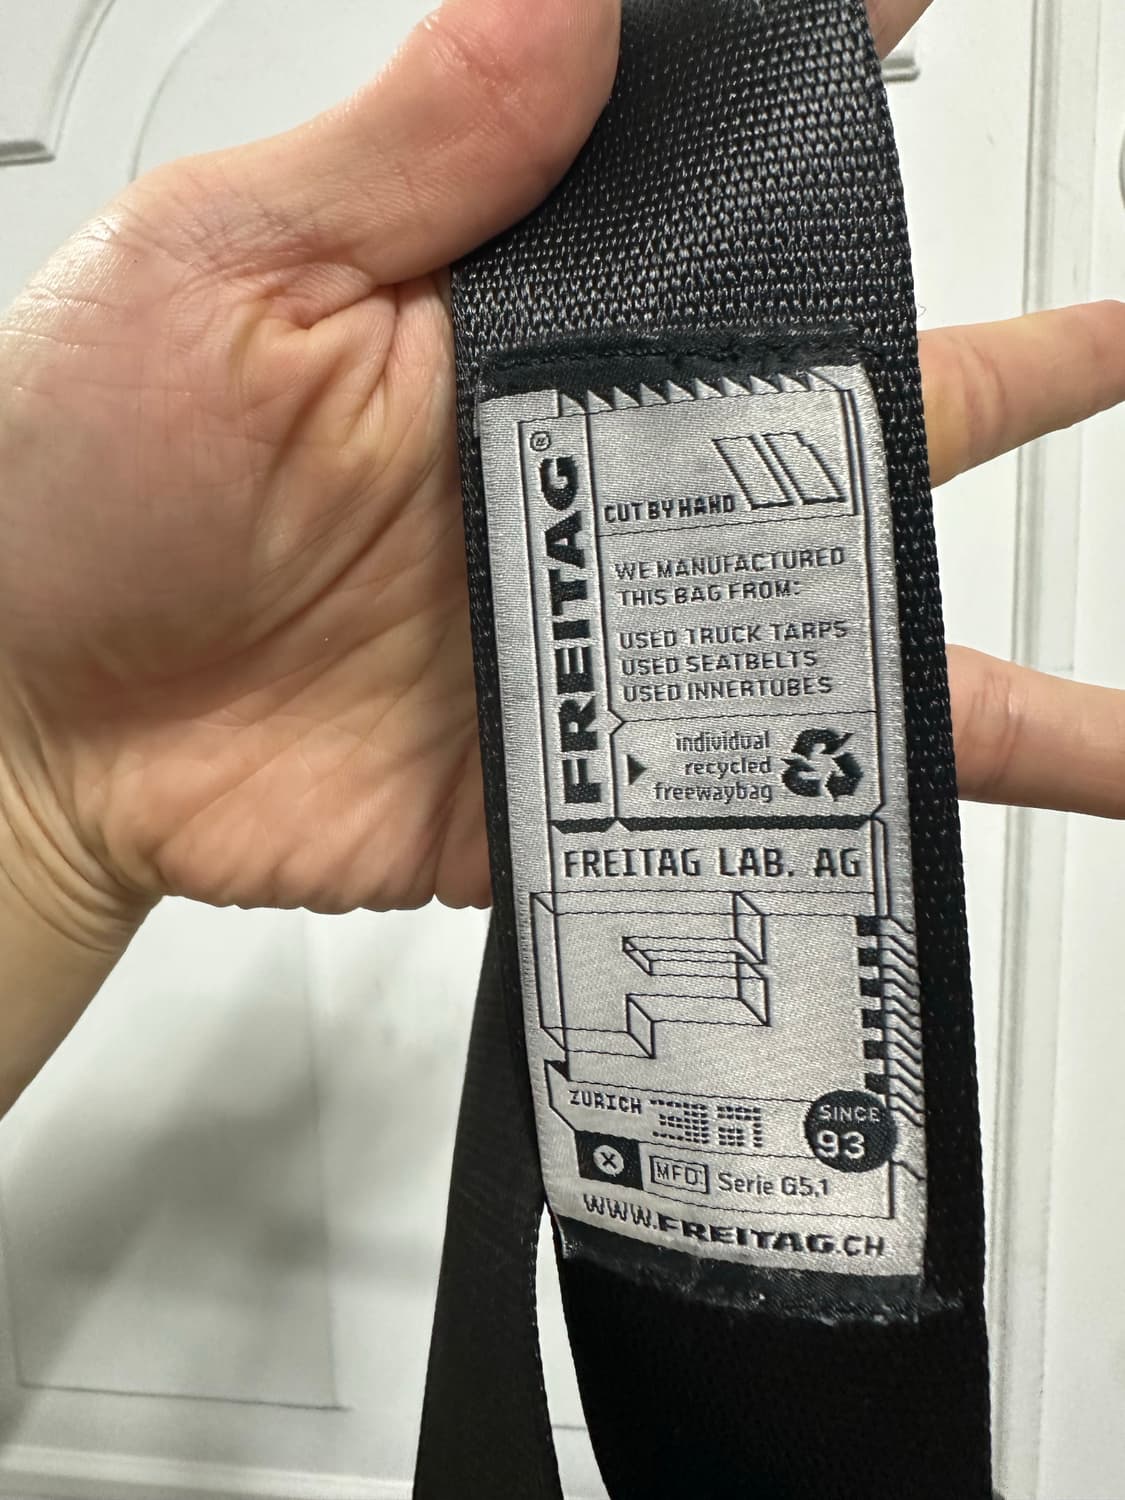 FREITAG
CUT BY HAND
WE MANUFACTURED
THIS BAG FROM:
USED TRUCK TARPS
USED SEATBELTS
USED INNERTUBES
individual
recycled
freewaybag
FREITAG LAB. AG
ZURICH
SINCE
93
MFD:
Serie G5.1
WWW.FREITAG.CH